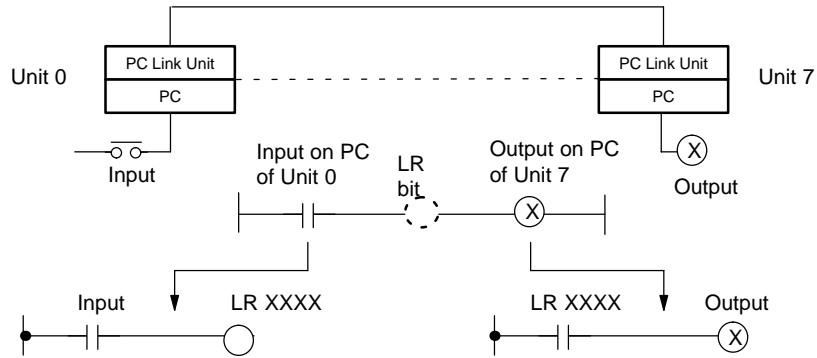 PC Link Unit
PC Link Unit
Unit 0
Unit 7
PC
PC
Input
X
Output
Input on PC
of Unit 0
LR
bit
Output on PC
of Unit 7
X
Input
LR XXXX
LR XXXX
Output
X